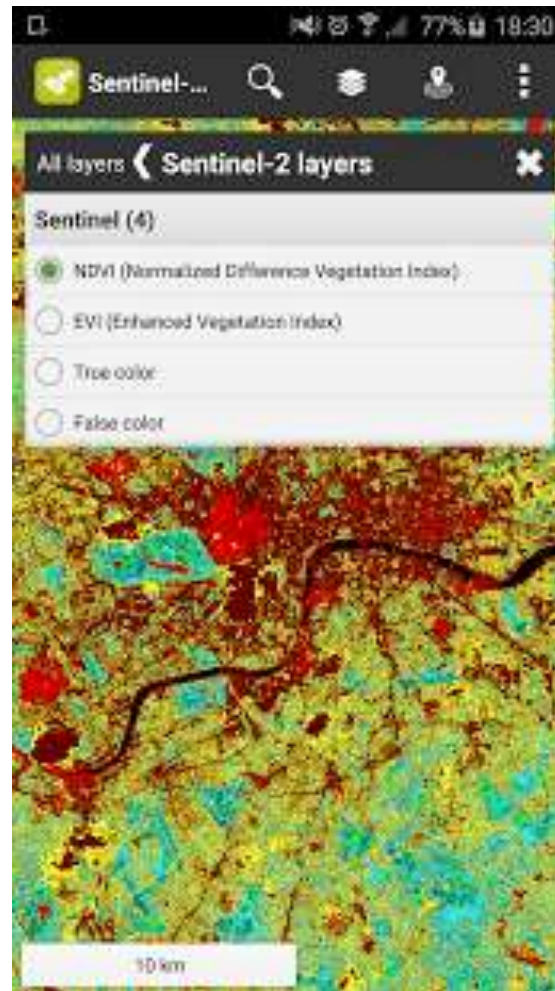 77% 18:30
Sentinel-...
All layers ❮ Sentinel-2 layers
Sentinel (4)
NDVI (Normalized Difference Vegetation Index)
EVI (Enhanced Vegetation Index)
True color
False color
10 km